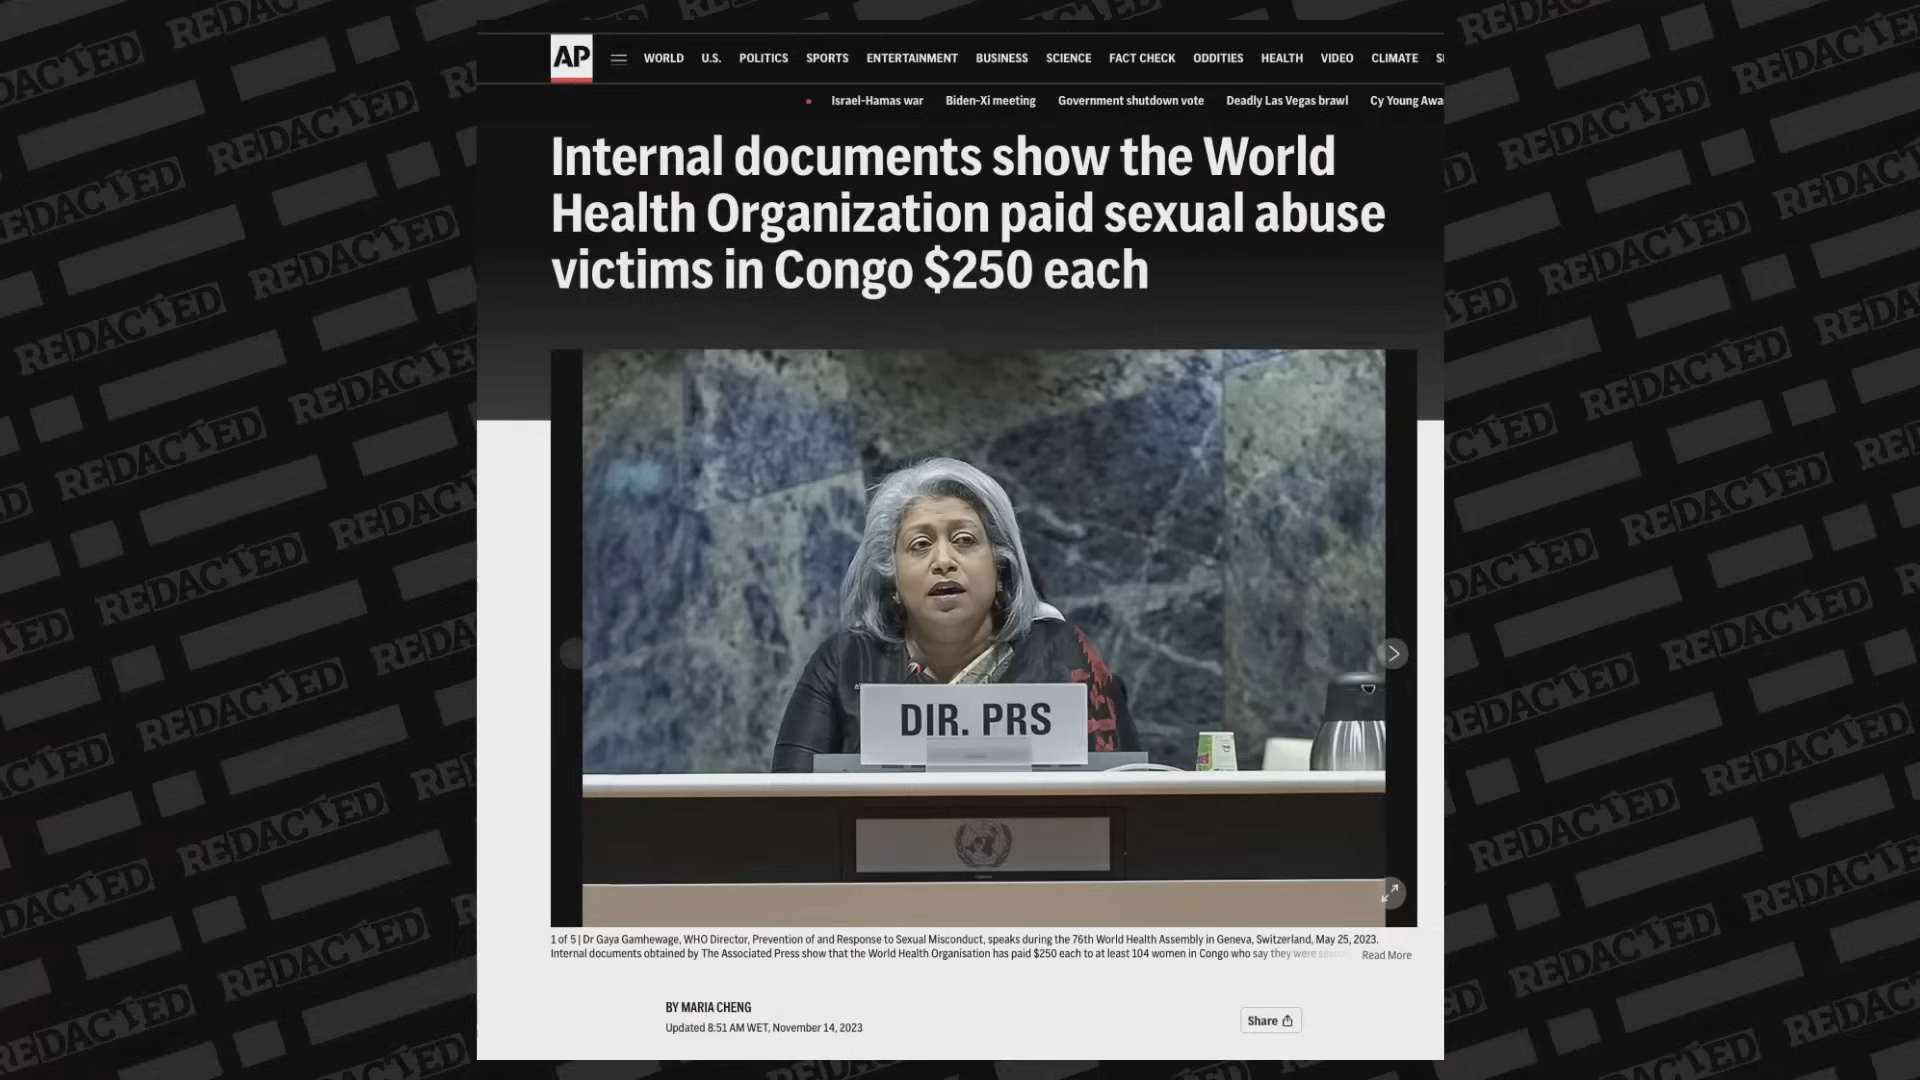 AP
WORLD U.S. POLITICS SPORTS ENTERTAINMENT BUSINESS SCIENCE FACT CHECK ODDITIES HEALTH VIDEO CLIMATE
Israel-Hamas war Biden-Xi meeting Government shutdown vote Deadly Las Vegas brawl Cy Young Awa
Internal documents show the World
Health Organization paid sexual abuse
victims in Congo $250 each
DIR. PRS
1 of 5 | Dr Gaya Gamhewage, WHO Director, Prevention of and Response to Sexual Misconduct, speaks during the 76th World Health Assembly in Geneva, Switzerland, May 25, 2023.
Internal documents obtained by The Associated Press show that the World Health Organisation has paid $250 each to at least 104 women in Congo who say they were Read More
BY MARIA CHENG
Updated 8:51 AM WET, November 14, 2023
Share
REDACTED